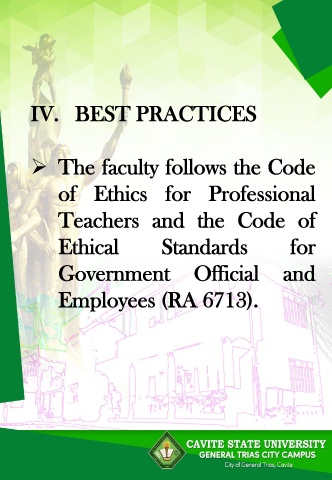 IV. BEST PRACTICES
➢ The faculty follows the Code
of Ethics for Professional
Teachers and the Code of
Ethical Standards for
Government Official and
Employees (RA 6713).
CAVITE STATE UNIVERSITY
GENERAL TRIAS CITY CAMPUS
City of General Trias, Cavite